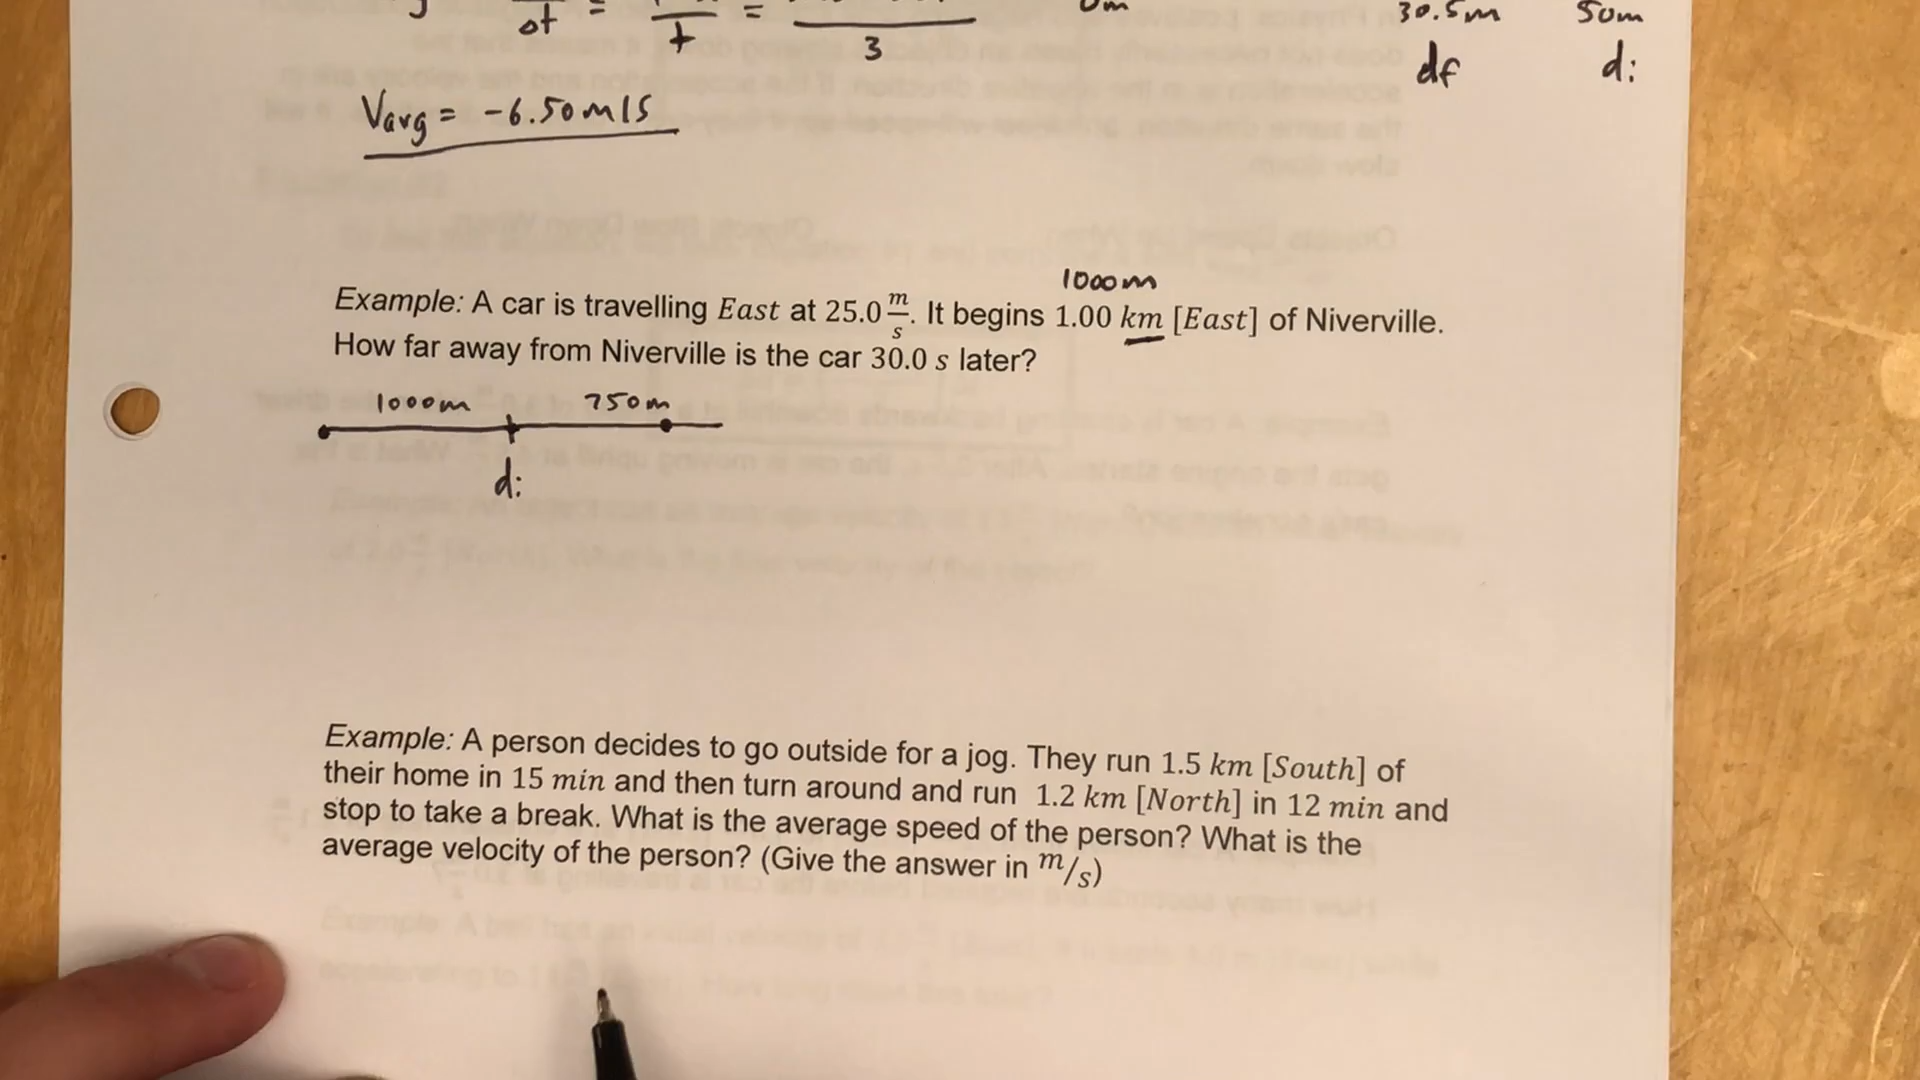 Δt = t = 3
0m 30.5m 50m
df di
Vavg = -6.50 m/s
1000m
Example: A car is travelling East at 25.0 m/s. It begins 1.00 km [East] of Niverville.
How far away from Niverville is the car 30.0 s later?
1000m 750m
di
Example: A person decides to go outside for a jog. They run 1.5 km [South] of
their home in 15 min and then turn around and run 1.2 km [North] in 12 min and
stop to take a break. What is the average speed of the person? What is the
average velocity of the person? (Give the answer in m/s)